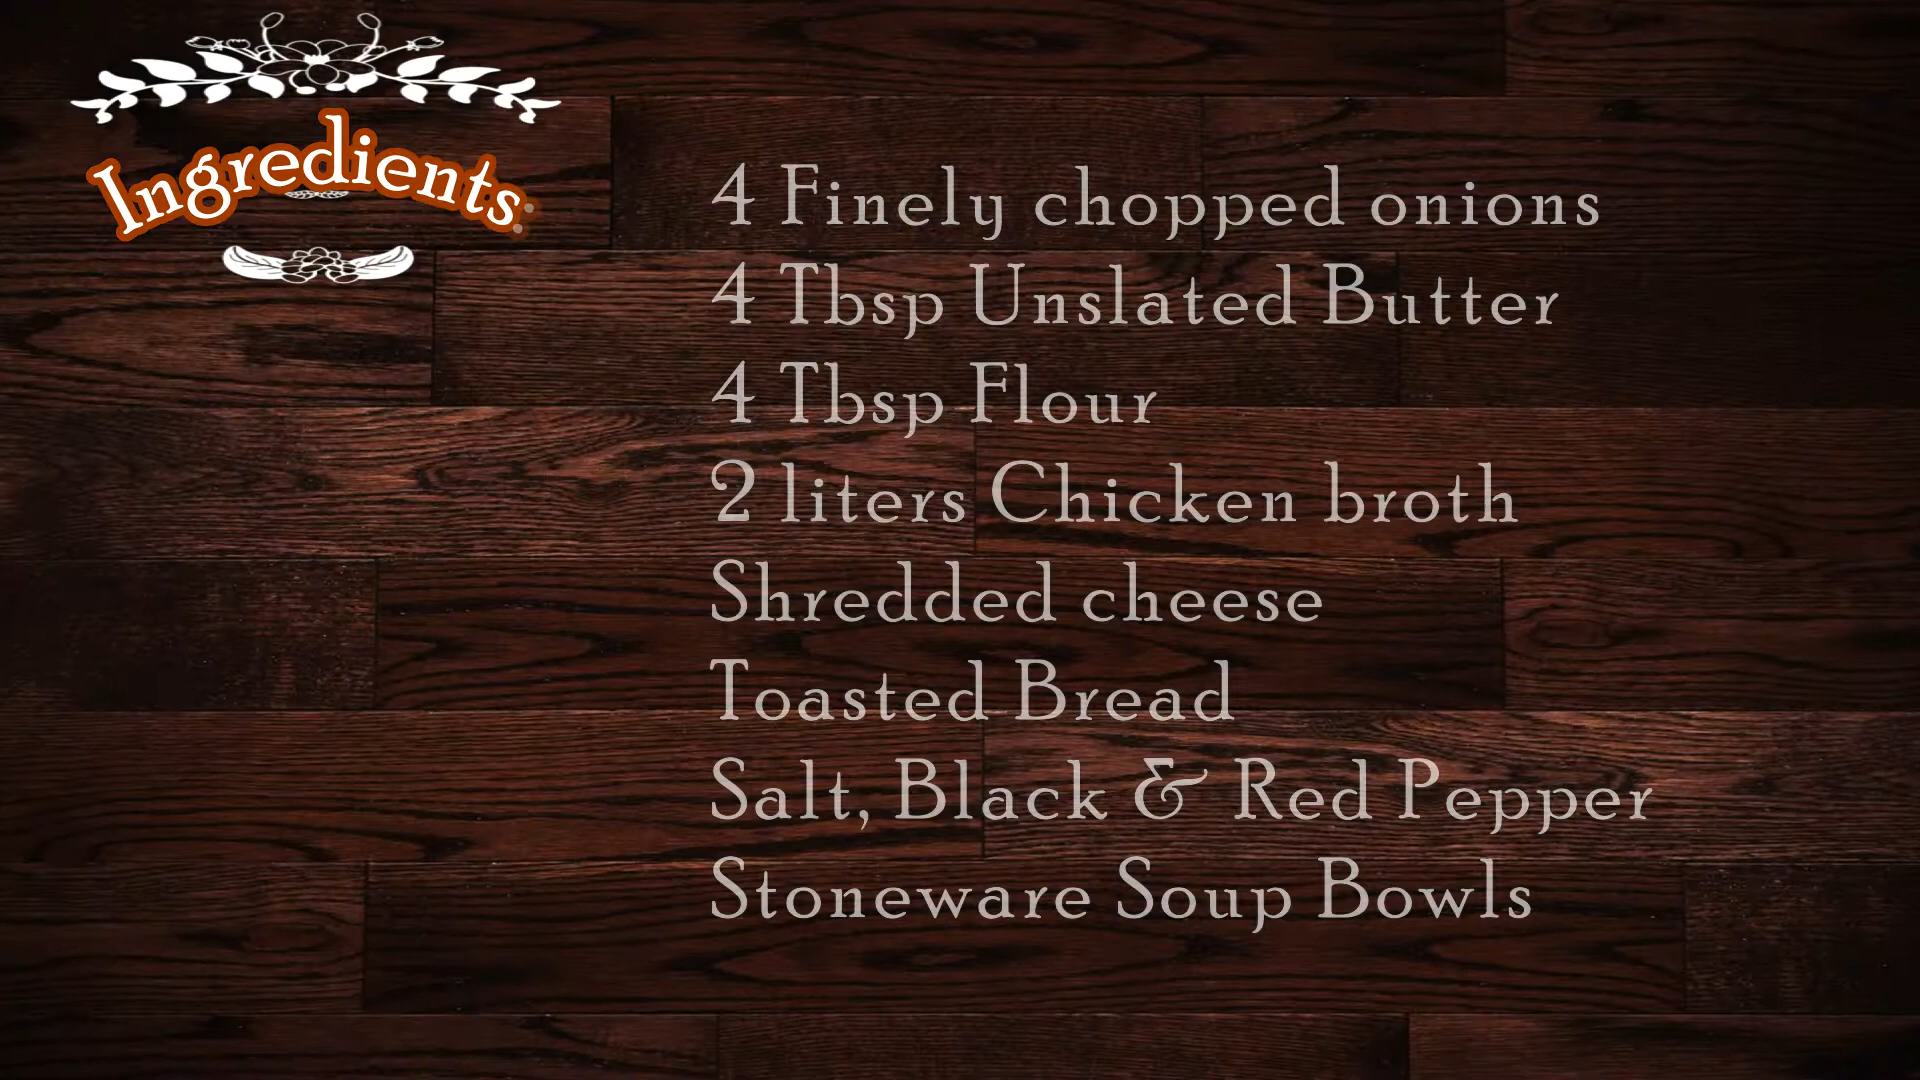 Ingredients:
4 Finely chopped onions
4 Tbsp Unslated Butter
4 Tbsp Flour
2 liters Chicken broth
Shredded cheese
Toasted Bread
Salt, Black & Red Pepper
Stoneware Soup Bowls